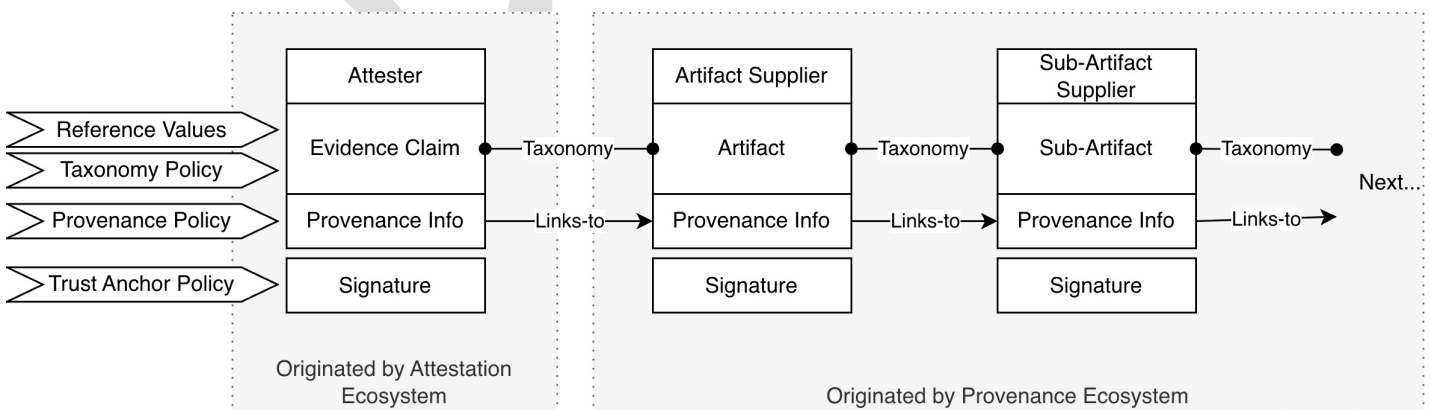 Attester
Artifact Supplier
Sub-Artifact
Supplier
Reference Values
Taxonomy Policy
Evidence Claim
Taxonomy
Artifact
Taxonomy
Sub-Artifact
Taxonomy
Next...
Provenance Policy
Provenance Info
Links-to
Provenance Info
Links-to
Provenance Info
Links-to
Trust Anchor Policy
Signature
Signature
Signature
Originated by Attestation
Ecosystem
Originated by Provenance Ecosystem